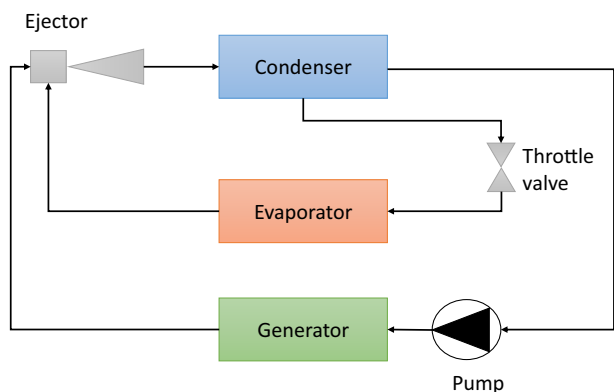 Ejector
Condenser
Throttle
valve
Evaporator
Generator
Pump